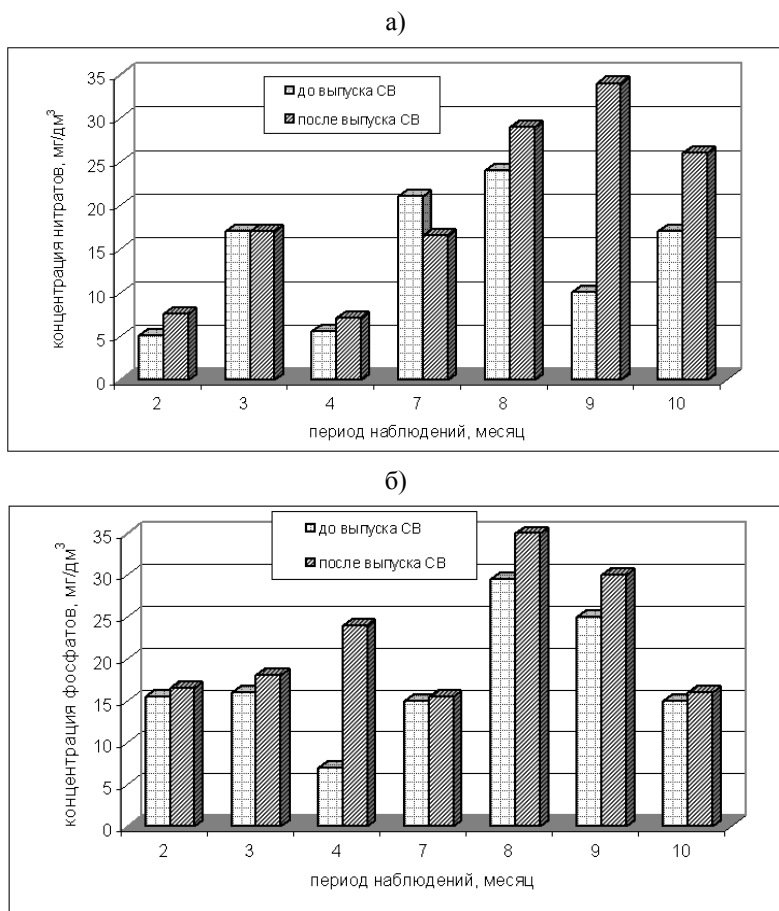 а)
концентрация нитратов, мг/дм³
35
30
25
20
15
10
5
0
до выпуска СВ
после выпуска СВ
2 3 4 7 8 9 10
период наблюдений, месяц
б)
концентрация фосфатов, мг/дм³
35
30
25
20
15
10
5
0
до выпуска СВ
после выпуска СВ
2 3 4 7 8 9 10
период наблюдений, месяц